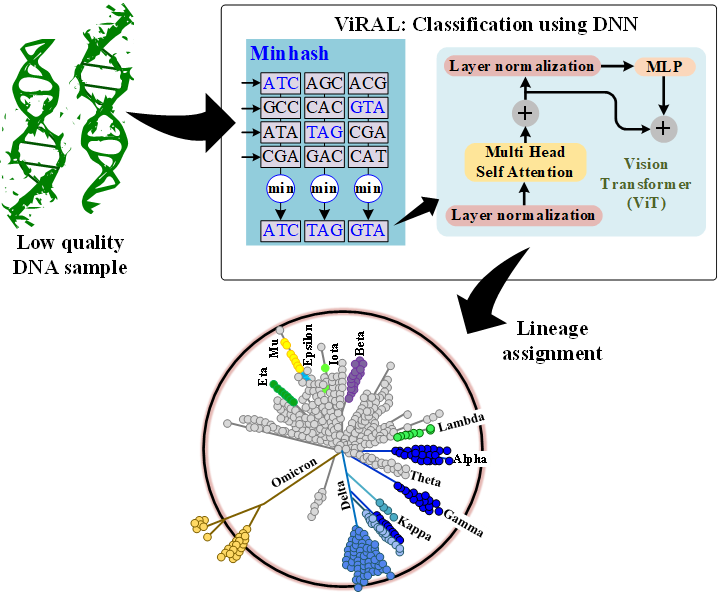 ViRAL: Classification using DNN
Minhash
ATC AGC ACG
GCC CAC GTA
ATA TAG CGA
CGA GAC CAT
min min min
ATC TAG GTA
Layer normalization
MLP
+
+
Multi Head
Self Attention
Layer normalization
Vision
Transformer
(ViT)
Low quality
DNA sample
Lineage
assignment
Eta
Mu
Epsilon
Iota
Beta
Lambda
Alpha
Theta
Gamma
Kappa
Delta
Omicron